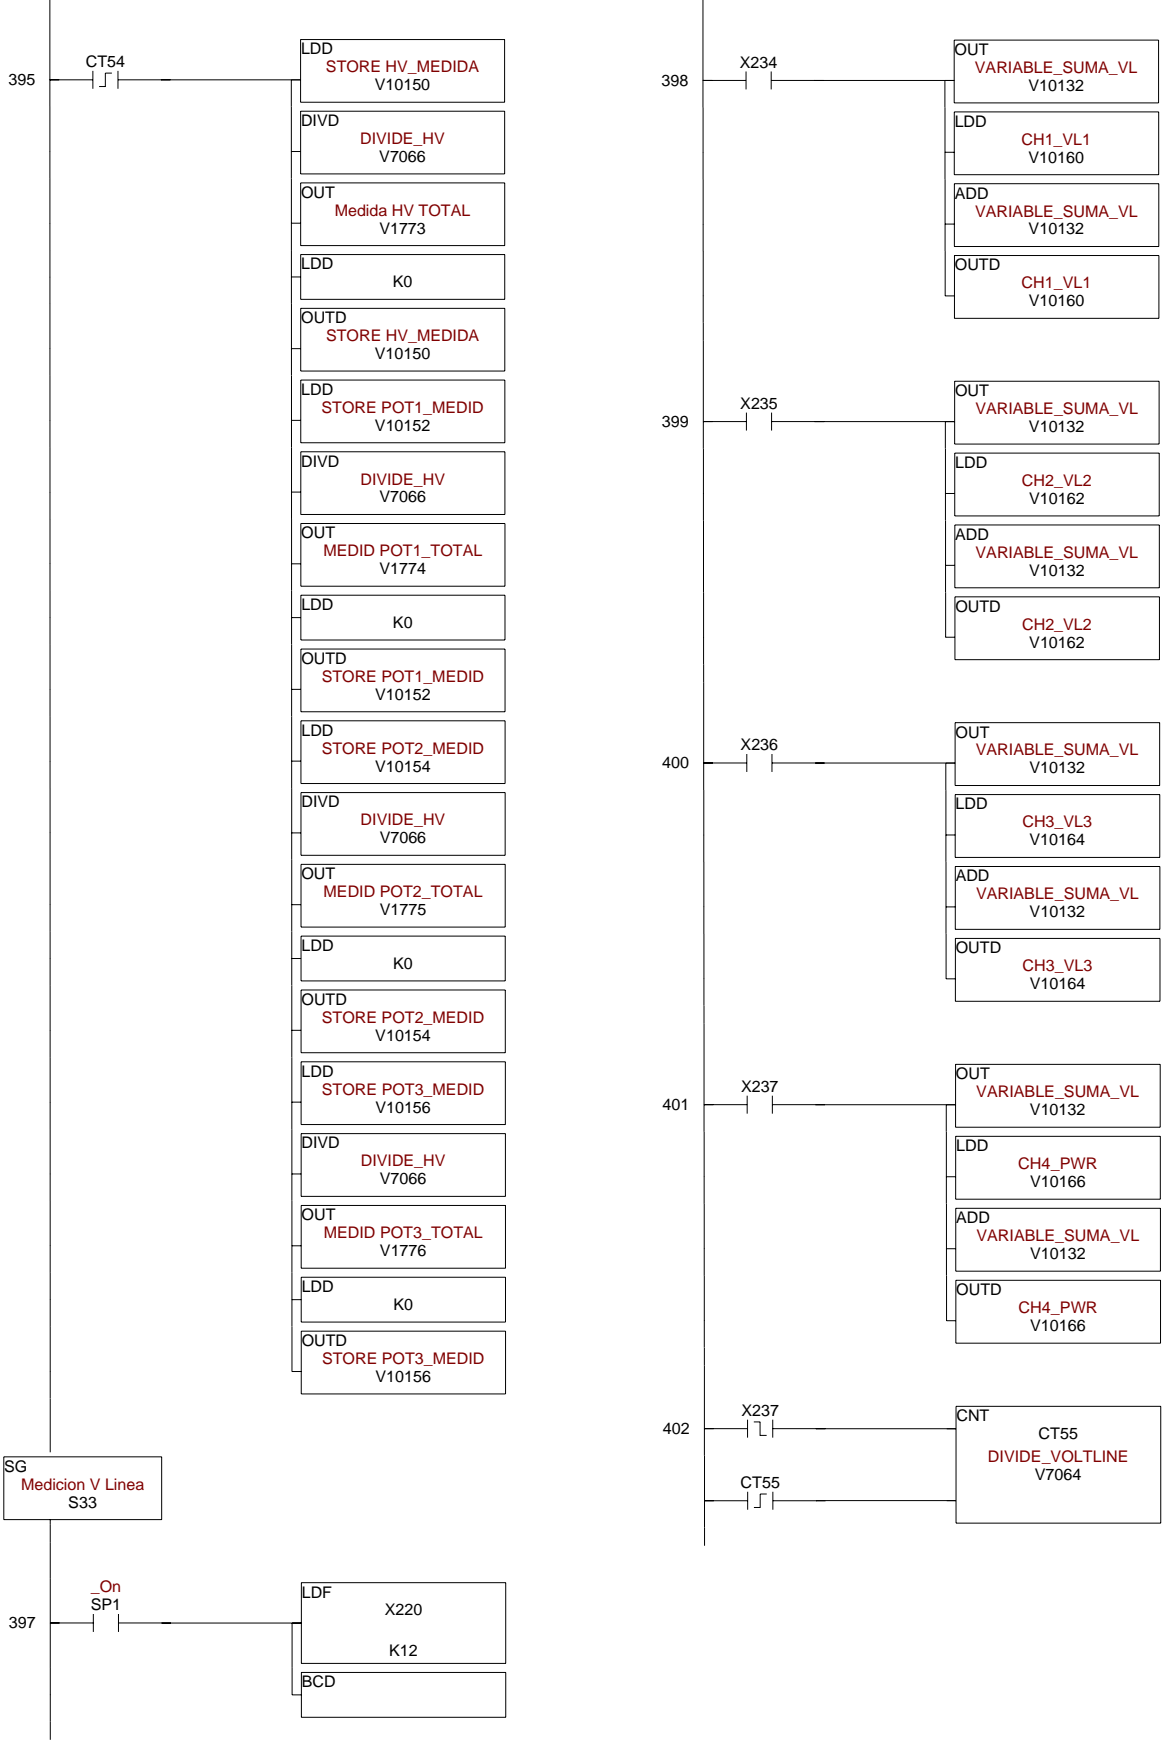 CT54
395
LDD
STORE HV_MEDIDA
V10150
DIVD
DIVIDE_HV
V7066
OUT
Medida HV TOTAL
V1773
LDD
K0
OUTD
STORE HV_MEDIDA
V10150
LDD
STORE POT1_MEDID
V10152
DIVD
DIVIDE_HV
V7066
OUT
MEDID POT1_TOTAL
V1774
LDD
K0
OUTD
STORE POT1_MEDID
V10152
LDD
STORE POT2_MEDID
V10154
DIVD
DIVIDE_HV
V7066
OUT
MEDID POT2_TOTAL
V1775
LDD
K0
OUTD
STORE POT2_MEDID
V10154
LDD
STORE POT3_MEDID
V10156
DIVD
DIVIDE_HV
V7066
OUT
MEDID POT3_TOTAL
V1776
LDD
K0
OUTD
STORE POT3_MEDID
V10156
SG
Medicion V Linea
S33
_On
SP1
397
LDF
X220
K12
BCD
X234
398
OUT
VARIABLE_SUMA_VL
V10132
LDD
CH1_VL1
V10160
ADD
VARIABLE_SUMA_VL
V10132
OUTD
CH1_VL1
V10160
X235
399
OUT
VARIABLE_SUMA_VL
V10132
LDD
CH2_VL2
V10162
ADD
VARIABLE_SUMA_VL
V10132
OUTD
CH2_VL2
V10162
X236
400
OUT
VARIABLE_SUMA_VL
V10132
LDD
CH3_VL3
V10164
ADD
VARIABLE_SUMA_VL
V10132
OUTD
CH3_VL3
V10164
X237
401
OUT
VARIABLE_SUMA_VL
V10132
LDD
CH4_PWR
V10166
ADD
VARIABLE_SUMA_VL
V10132
OUTD
CH4_PWR
V10166
X237
402
CT55
CNT
CT55
DIVIDE_VOLTLINE
V7064